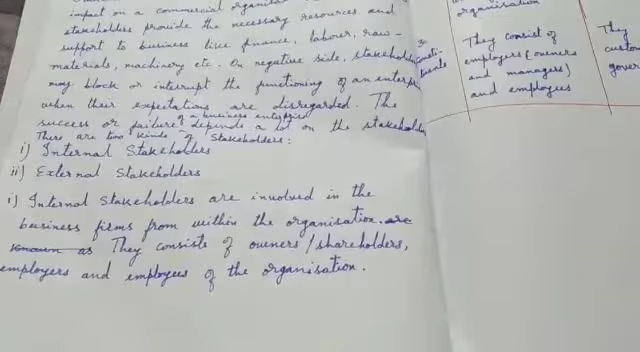 impact on a commercial
stakeholders provide the necessary resources and
support to business like finance, labour, raw-
materials, machinery etc. On negative side, stakeholders
may block or interrupt the functioning of an enterprise
when their expectations are disregarded. The
success or failure of a business enterprise depends a lot on the stakeholders
There are two kinds of Stakeholders:
i) Internal Stakeholders
ii) External Stakeholders
i) Internal Stakeholders are involved in the
business firms from within the organisation. are
known as They consists of owners/shareholders,
employers and employees of the organisation.
organisation
They consist of
employers (owners
and managers)
and employees
They